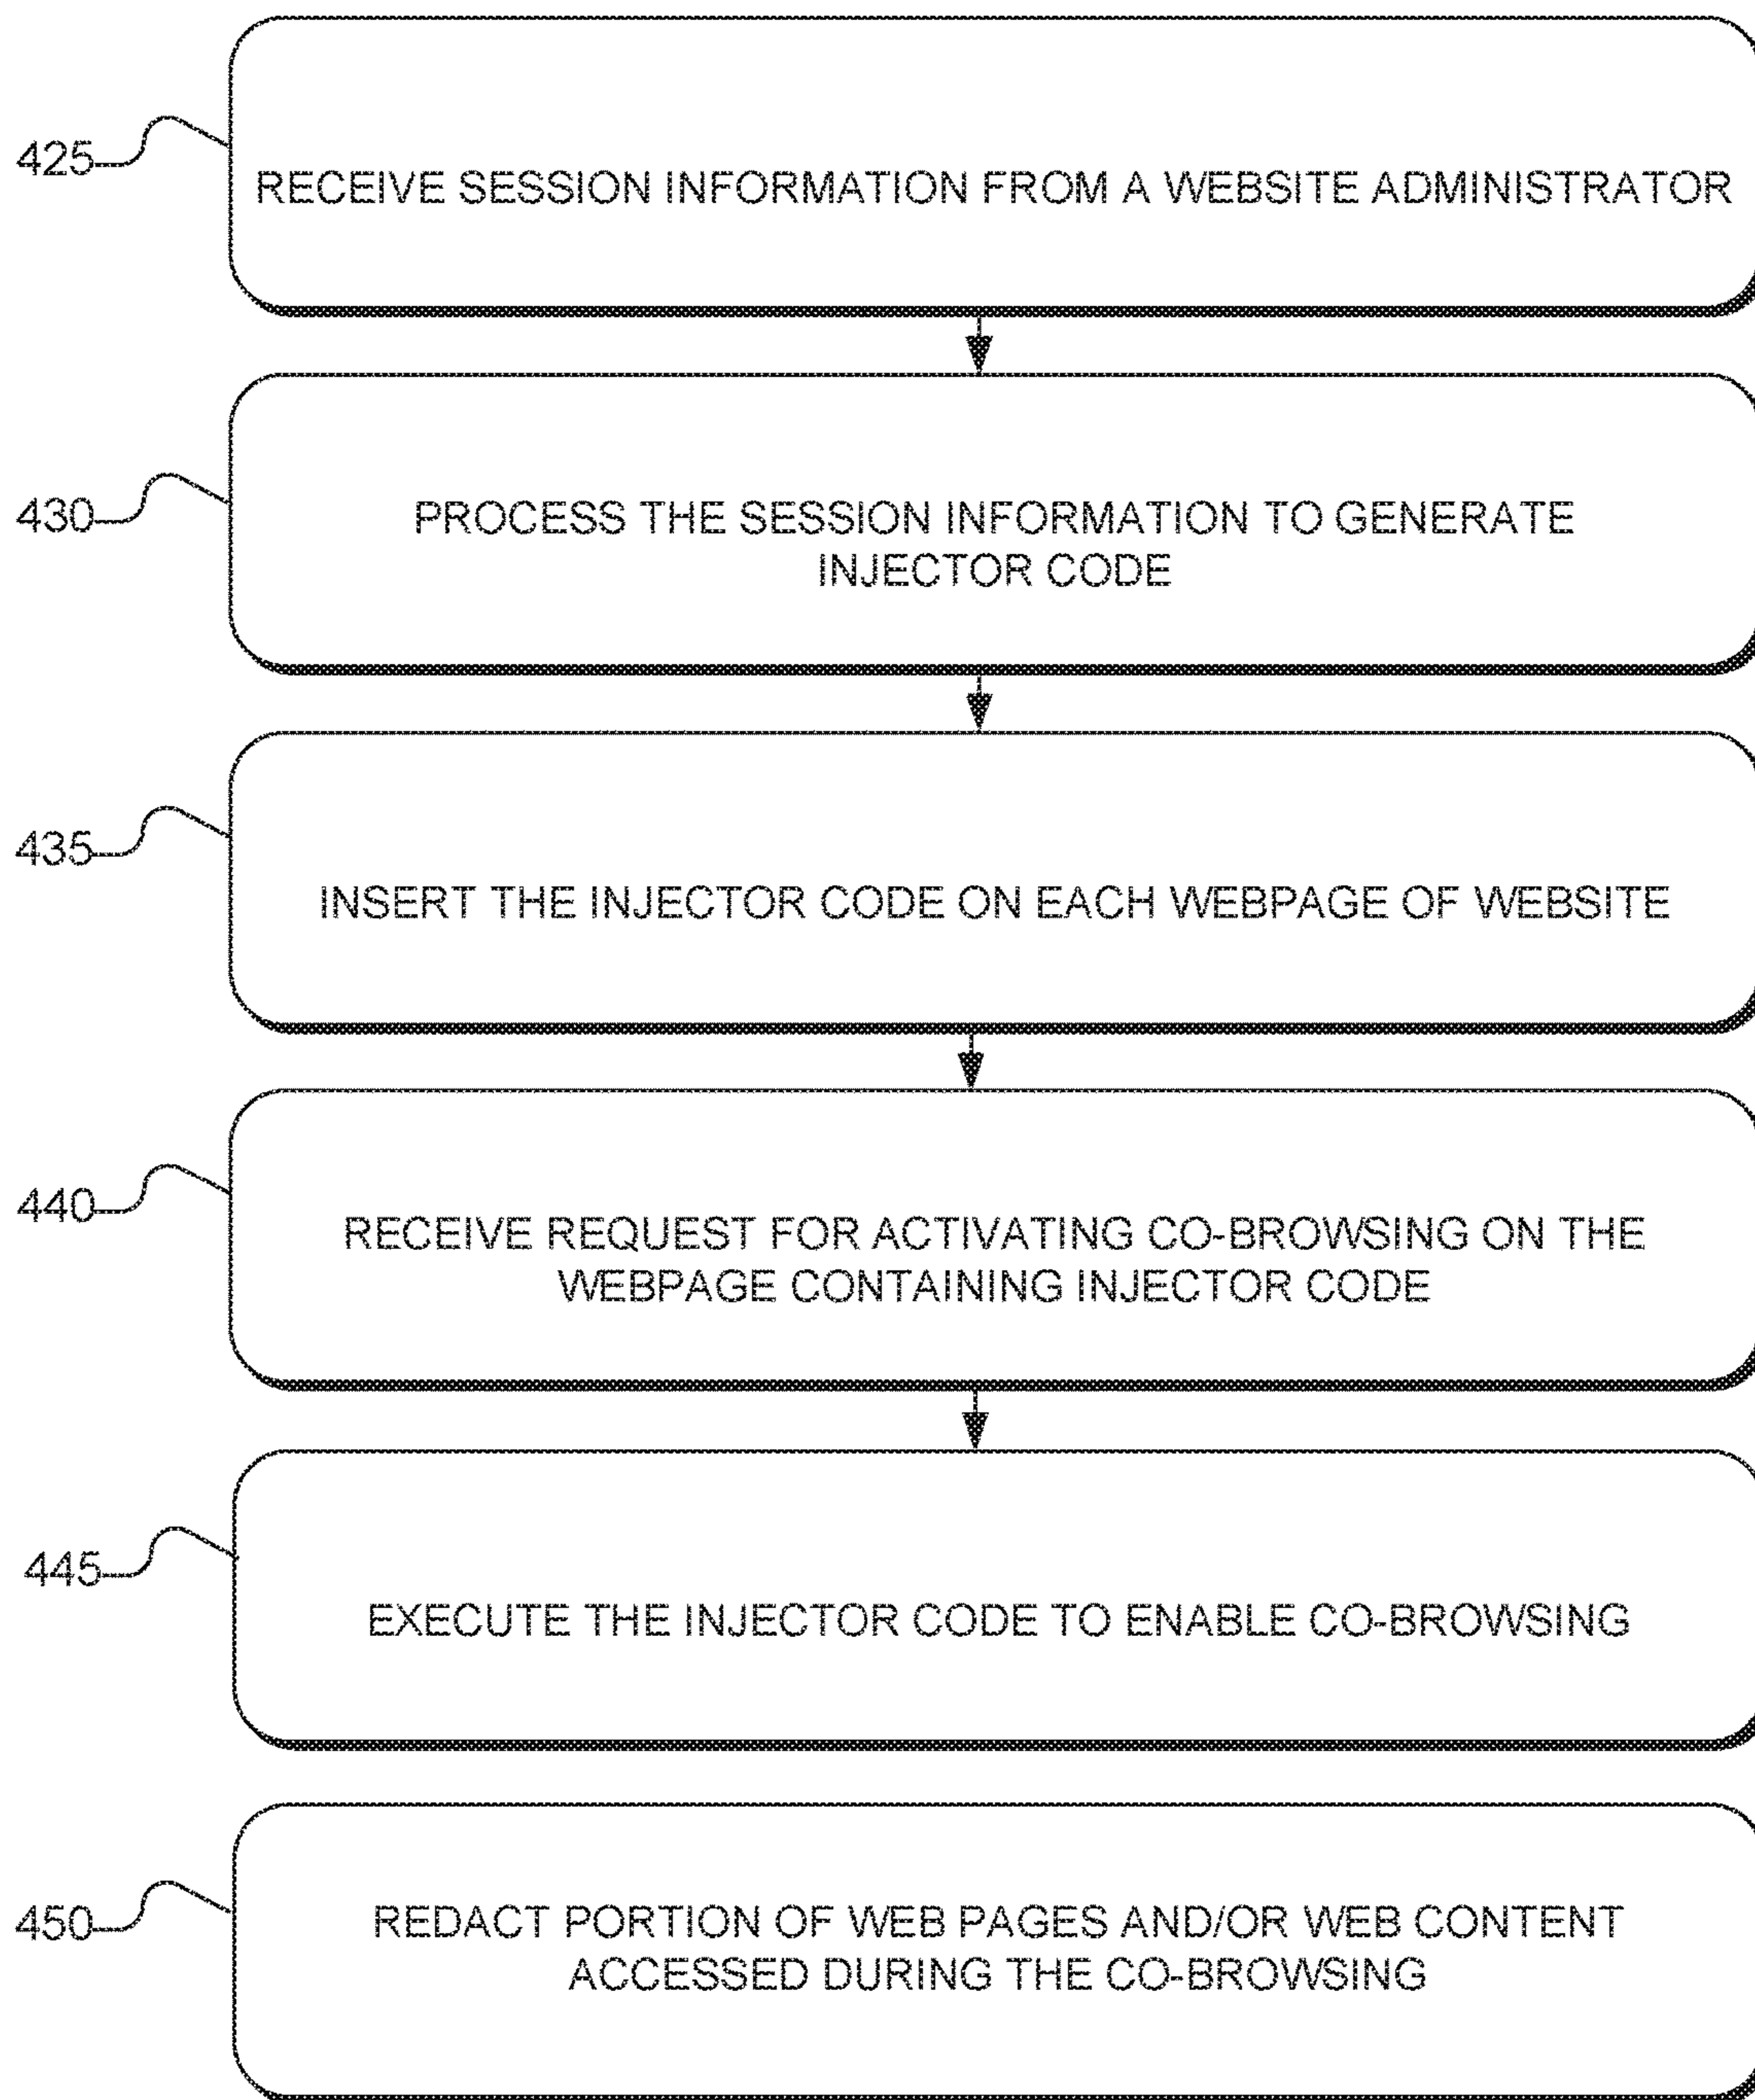 425
RECEIVE SESSION INFORMATION FROM A WEBSITE ADMINISTRATOR
430
PROCESS THE SESSION INFORMATION TO GENERATE
INJECTOR CODE
435
INSERT THE INJECTOR CODE ON EACH WEBPAGE OF WEBSITE
440
RECEIVE REQUEST FOR ACTIVATING CO-BROWSING ON THE
WEBPAGE CONTAINING INJECTOR CODE
445
EXECUTE THE INJECTOR CODE TO ENABLE CO-BROWSING
450
REDACT PORTION OF WEB PAGES AND/OR WEB CONTENT
ACCESSED DURING THE CO-BROWSING